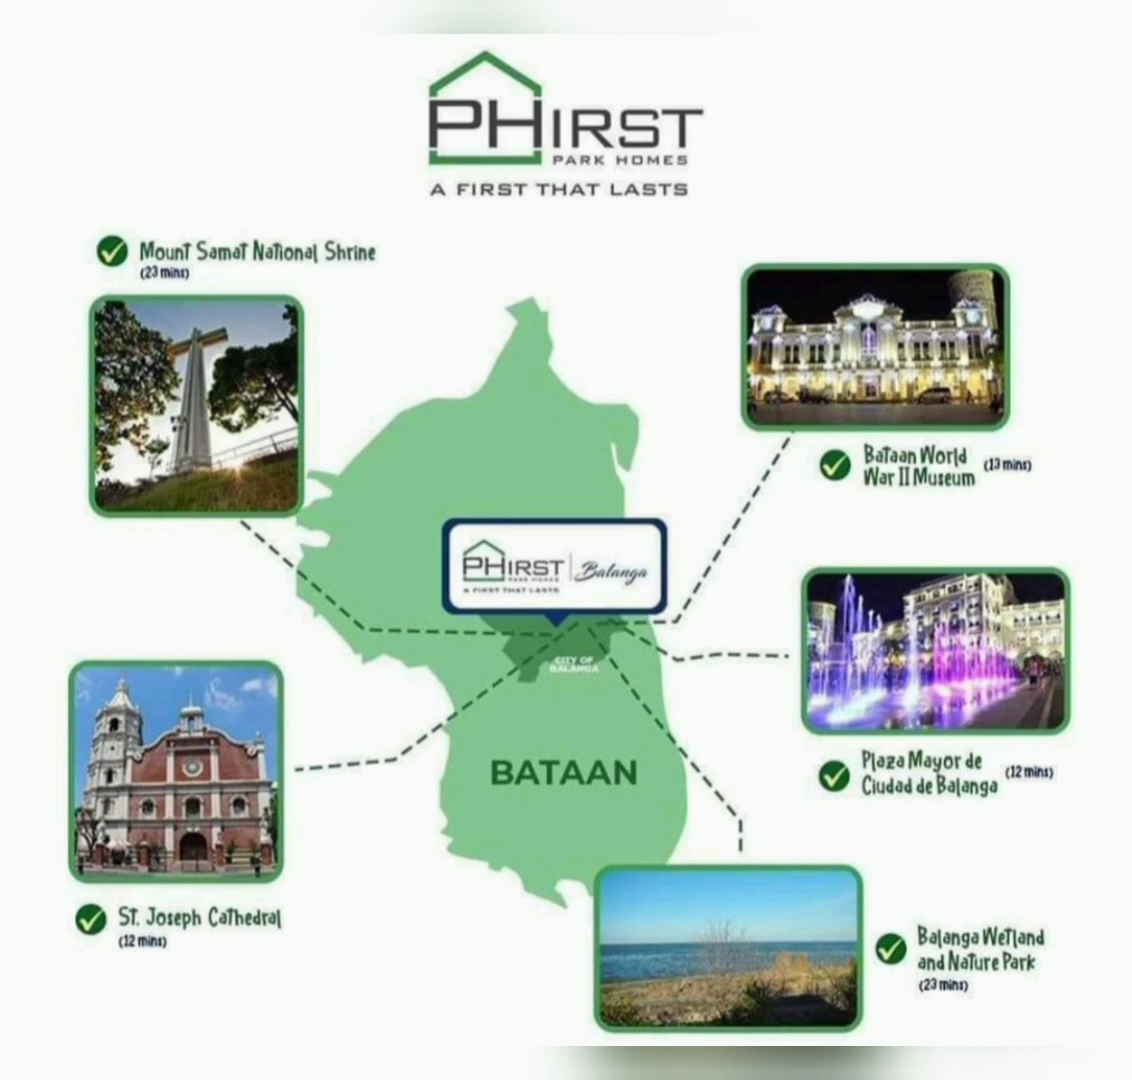 PHIRST
PARK HOMES
A FIRST THAT LASTS
Mount Samat National Shrine
(23 mins)
Bataan World
War II Museum
(13 mins)
PHIRST
PARK HOMES
A FIRST THAT LASTS
Balanga
CITY OF
BALANGA
Plaza Mayor de
Ciudad de Balanga
(12 mins)
BATAAN
St. Joseph Cathedral
(12 mins)
Balanga Wetland
and Nature Park
(23 mins)